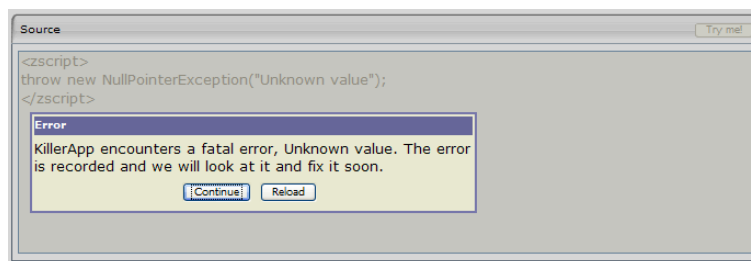 Source
Try me!
<zscript>
throw new NullPointerException("Unknown value");
</zscript>
Error
KillerApp encounters a fatal error, Unknown value. The error
is recorded and we will look at it and fix it soon.
Continue Reload